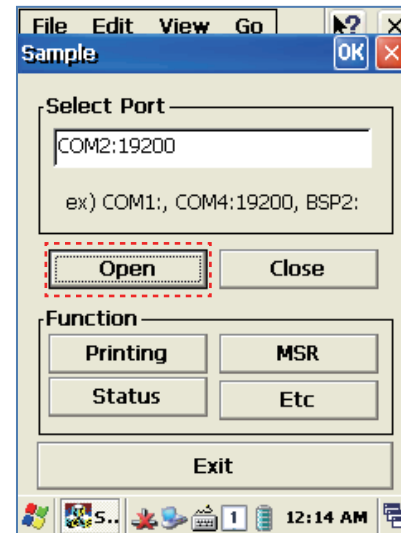 File Edit View Go ?
Sample OK
Select Port
COM2:19200
ex) COM1:, COM4:19200, BSP2:
Open Close
Function
Printing MSR
Status Etc
Exit
S.. 1 12:14 AM